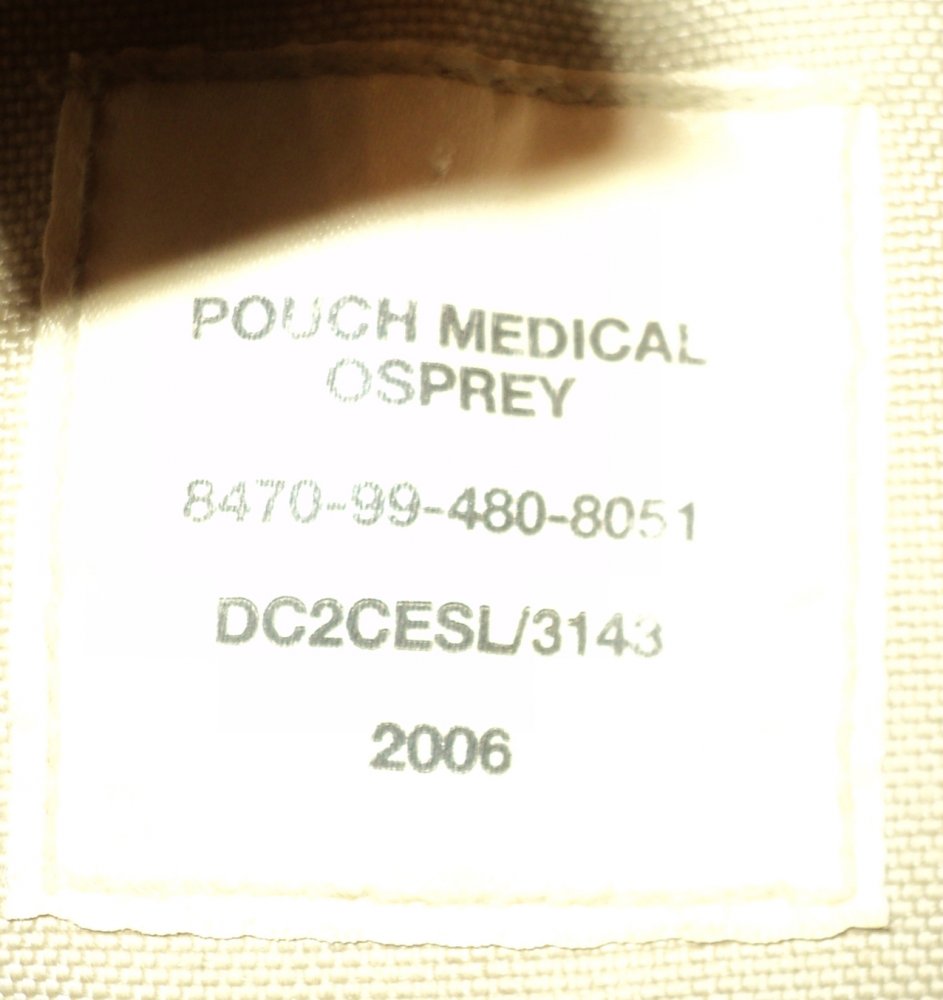 POUCH MEDICAL
OSPREY
8470-99-480-8051
DC2CESL/3143
2006